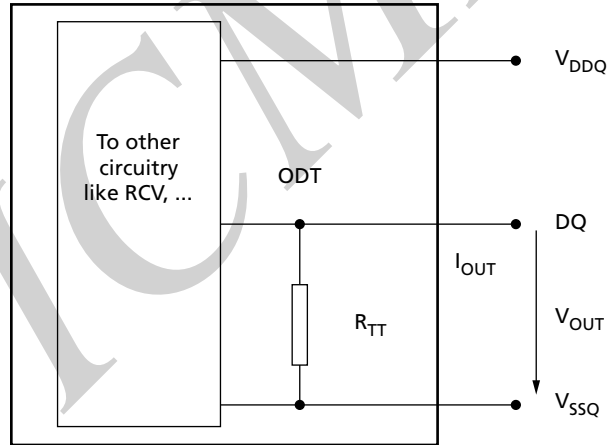 V_DDQ
To other
circuitry
like RCV, ...
ODT
DQ
I_OUT
R_TT
V_OUT
V_SSQ